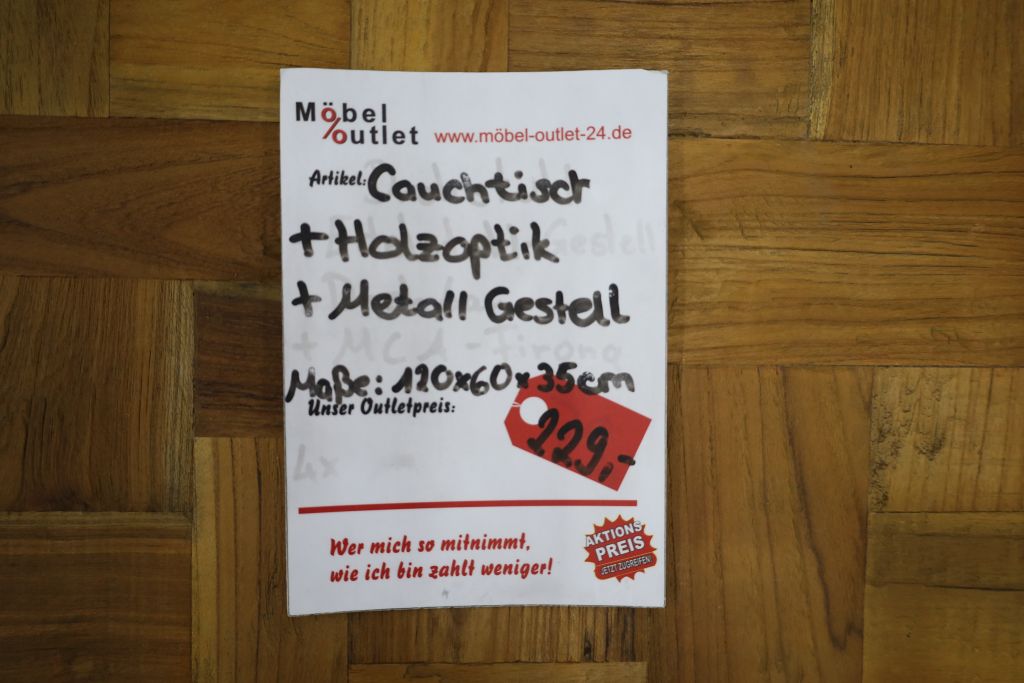 Möbel
%outlet www.möbel-outlet-24.de
Artikel: Cauchtisch
+ Holzoptik
+ Metall Gestell
Maße: 120x60x35cm
Unser Outletpreis:
229,-
4x
Wer mich so mitnimmt,
wie ich bin zahlt weniger!
AKTIONS
PREIS
JETZT ZUGREIFEN!